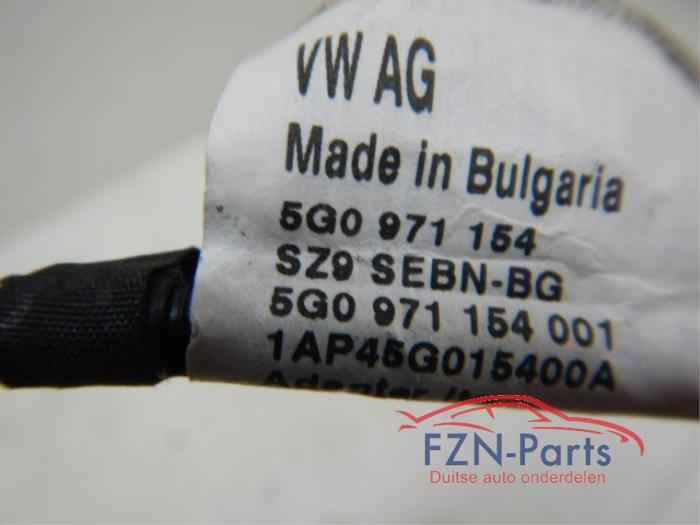 VW AG
Made in Bulgaria
5G0 971 154
SZ9 SEBN-BG
5G0 971 154 001
1AP45G015400A
Adapter
FZN-Parts
Duitse auto onderdelen